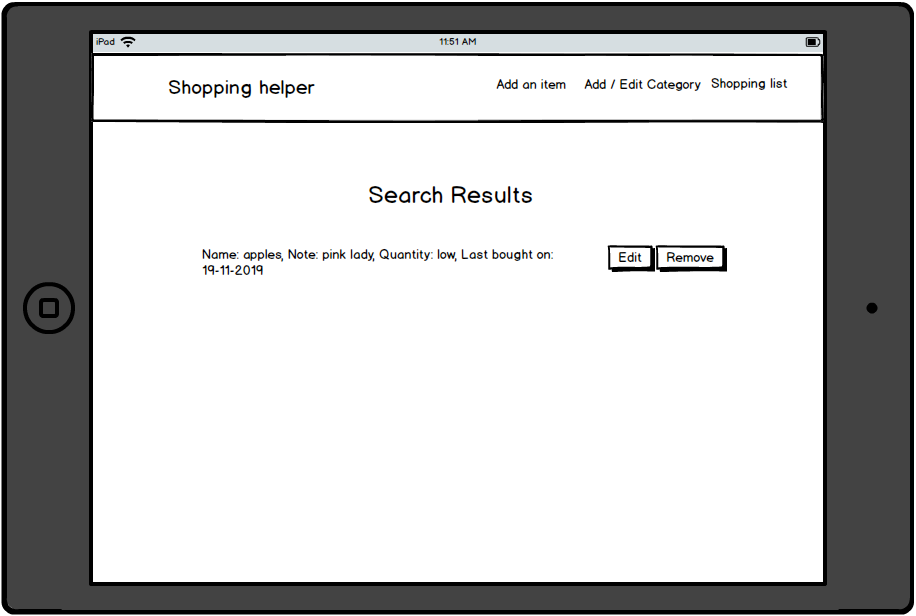 iPad
11:51 AM
Shopping helper
Add an item
Add / Edit Category
Shopping list
Search Results
Name: apples, Note: pink lady, Quantity: low, Last bought on:
19-11-2019
Edit
Remove